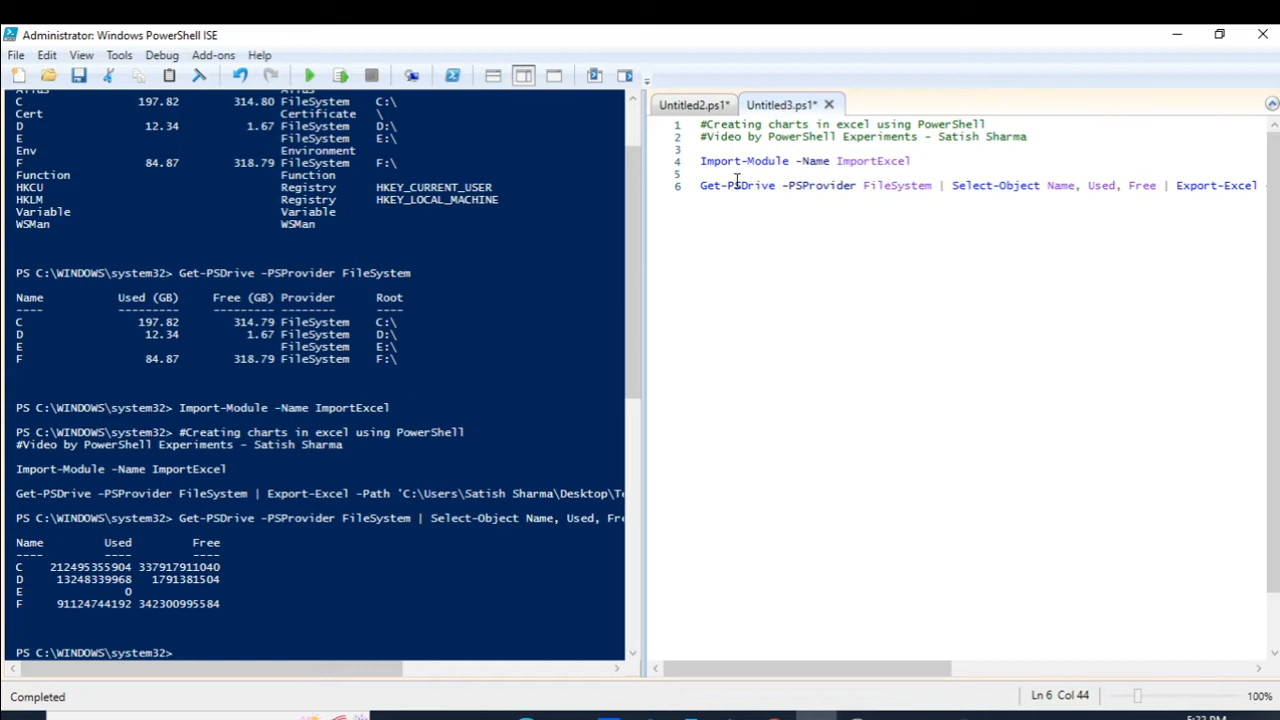 Administrator: Windows PowerShell ISE
File Edit View Tools Debug Add-ons Help
Alias Alias
C 197.82 314.80 FileSystem C:\
Cert Certificate \
D 12.34 1.67 FileSystem D:\
E FileSystem E:\
Env Environment
F 84.87 318.79 FileSystem F:\
Function Function
HKCU Registry HKEY_CURRENT_USER
HKLM Registry HKEY_LOCAL_MACHINE
Variable Variable
WSMan WSMan
PS C:\WINDOWS\system32> Get-PSDrive -PSProvider FileSystem
Name Used (GB) Free (GB) Provider Root
---- --------- --------- -------- ----
C 197.82 314.79 FileSystem C:\
D 12.34 1.67 FileSystem D:\
E FileSystem E:\
F 84.87 318.79 FileSystem F:\
PS C:\WINDOWS\system32> Import-Module -Name ImportExcel
PS C:\WINDOWS\system32> #Creating charts in excel using PowerShell
#Video by PowerShell Experiments - Satish Sharma
Import-Module -Name ImportExcel
Get-PSDrive -PSProvider FileSystem | Export-Excel -Path 'C:\Users\Satish Sharma\Desktop\Te
PS C:\WINDOWS\system32> Get-PSDrive -PSProvider FileSystem | Select-Object Name, Used, Fre
Name Used Free
---- ---- ----
C 212495355904 337917911040
D 13248339968 1791381504
E 0
F 91124744192 342300995584
PS C:\WINDOWS\system32>
Untitled2.ps1* Untitled3.ps1*
1 #Creating charts in excel using PowerShell
2 #Video by PowerShell Experiments - Satish Sharma
3
4 Import-Module -Name ImportExcel
5
6 Get-PSDrive -PSProvider FileSystem | Select-Object Name, Used, Free | Export-Excel -
Completed Ln 6 Col 44 100%